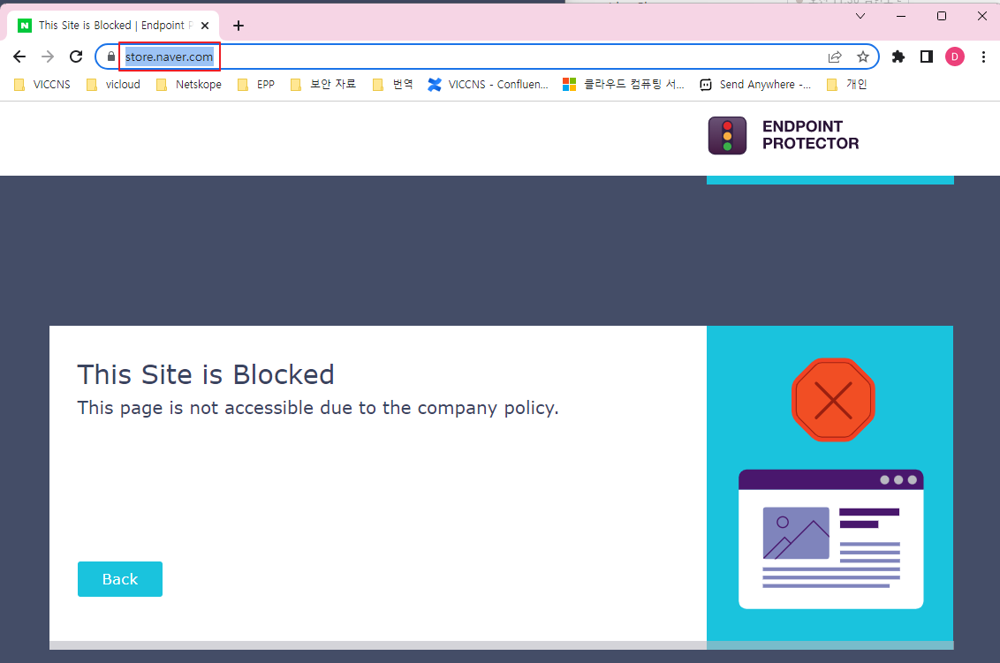 This Site is Blocked | Endpoint
store.naver.com
D
VICCNS vicloud Netskope EPP 보안 자료 번역 VICCNS - Confluen... 클라우드 컴퓨팅 서... Send Anywhere -... 개인
ENDPOINT
PROTECTOR
This Site is Blocked
This page is not accessible due to the company policy.
Back